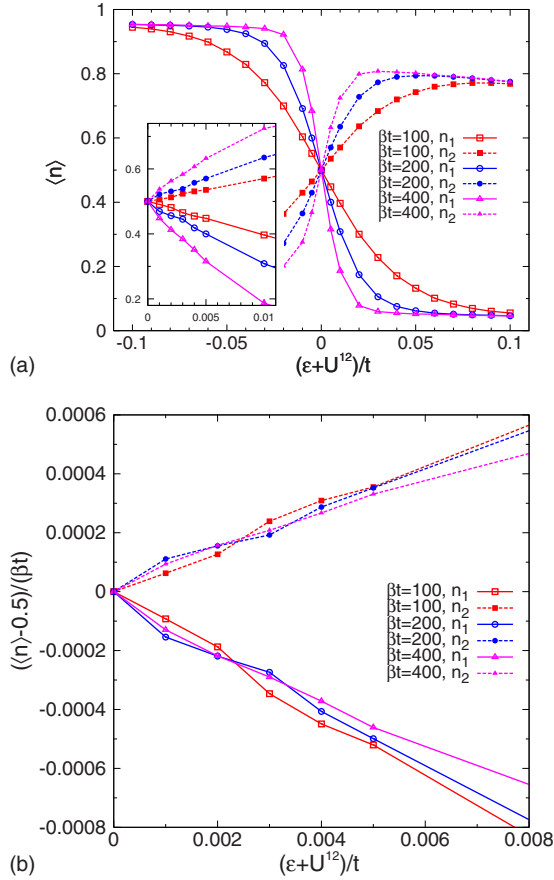 1
0.8
0.6
0.4
0.2
0
⟨n⟩
-0.1
-0.05
0
0.05
0.1
(ε+U¹²)/t
0.6
0.4
0.2
0
0.005
0.01
βt=100, n₁
βt=100, n₂
βt=200, n₁
βt=200, n₂
βt=400, n₁
βt=400, n₂
(a)
0.0006
0.0004
0.0002
0
-0.0002
-0.0004
-0.0006
-0.0008
(⟨n⟩-0.5)/(βt)
βt=100, n₁
βt=100, n₂
βt=200, n₁
βt=200, n₂
βt=400, n₁
βt=400, n₂
0
0.002
0.004
0.006
0.008
(ε+U¹²)/t
(b)